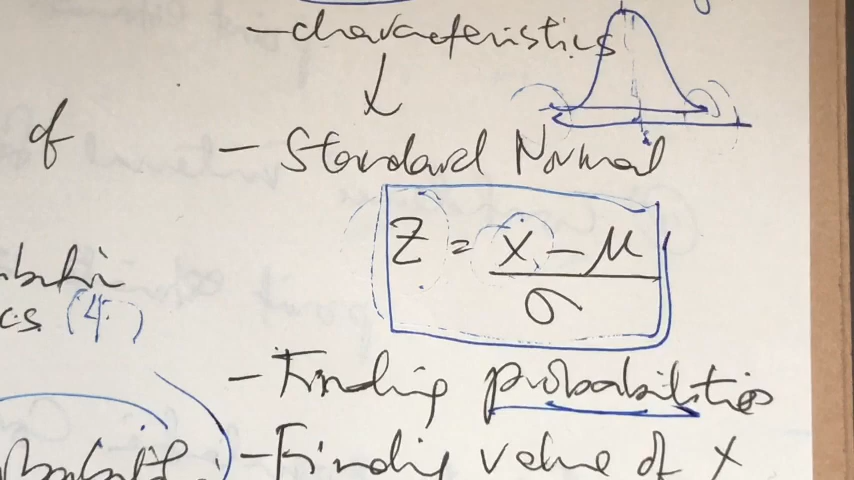 - characteristics
of
- Standard Normal
Z = x - μ
σ
cs (4)
- Finding probabilities
- Finding value of x